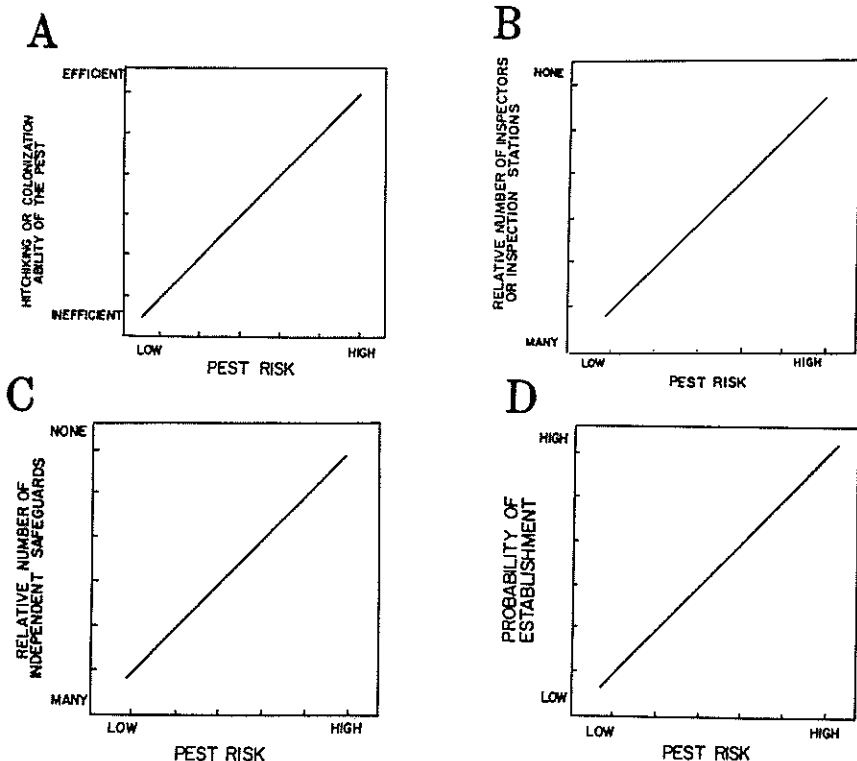 A
EFFICIENT
HITCHIKING OR COLONIZATION
ABILITY OF THE PEST
INEFFICIENT
LOW
HIGH
PEST RISK
B
NONE
RELATIVE NUMBER OF INSPECTORS
OR INSPECTION STATIONS
MANY
LOW
HIGH
PEST RISK
C
NONE
RELATIVE NUMBER OF
INDEPENDENT SAFEGUARDS
MANY
LOW
HIGH
PEST RISK
D
HIGH
PROBABILITY OF
ESTABLISHMENT
LOW
LOW
HIGH
PEST RISK